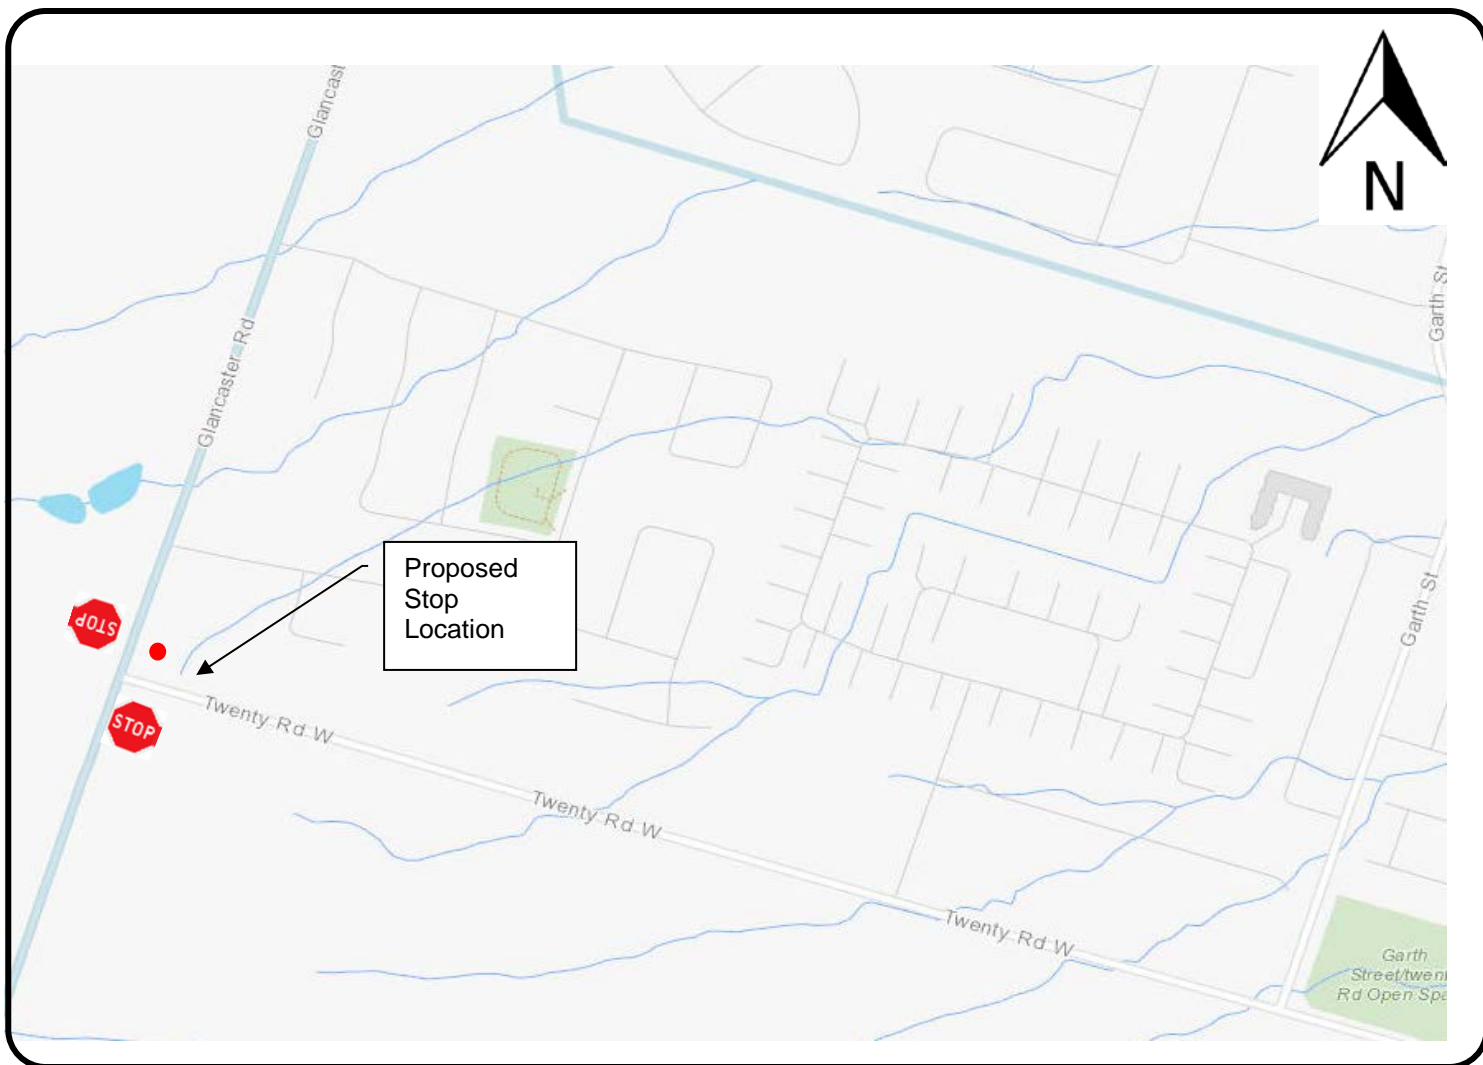 Glancast
N
Garth St
Glancaster Rd
Proposed
Stop
Location
STOP
STOP
Garth St
Twenty Rd W
Twenty Rd W
Twenty Rd W
Garth
Street/twent
Rd Open Spa